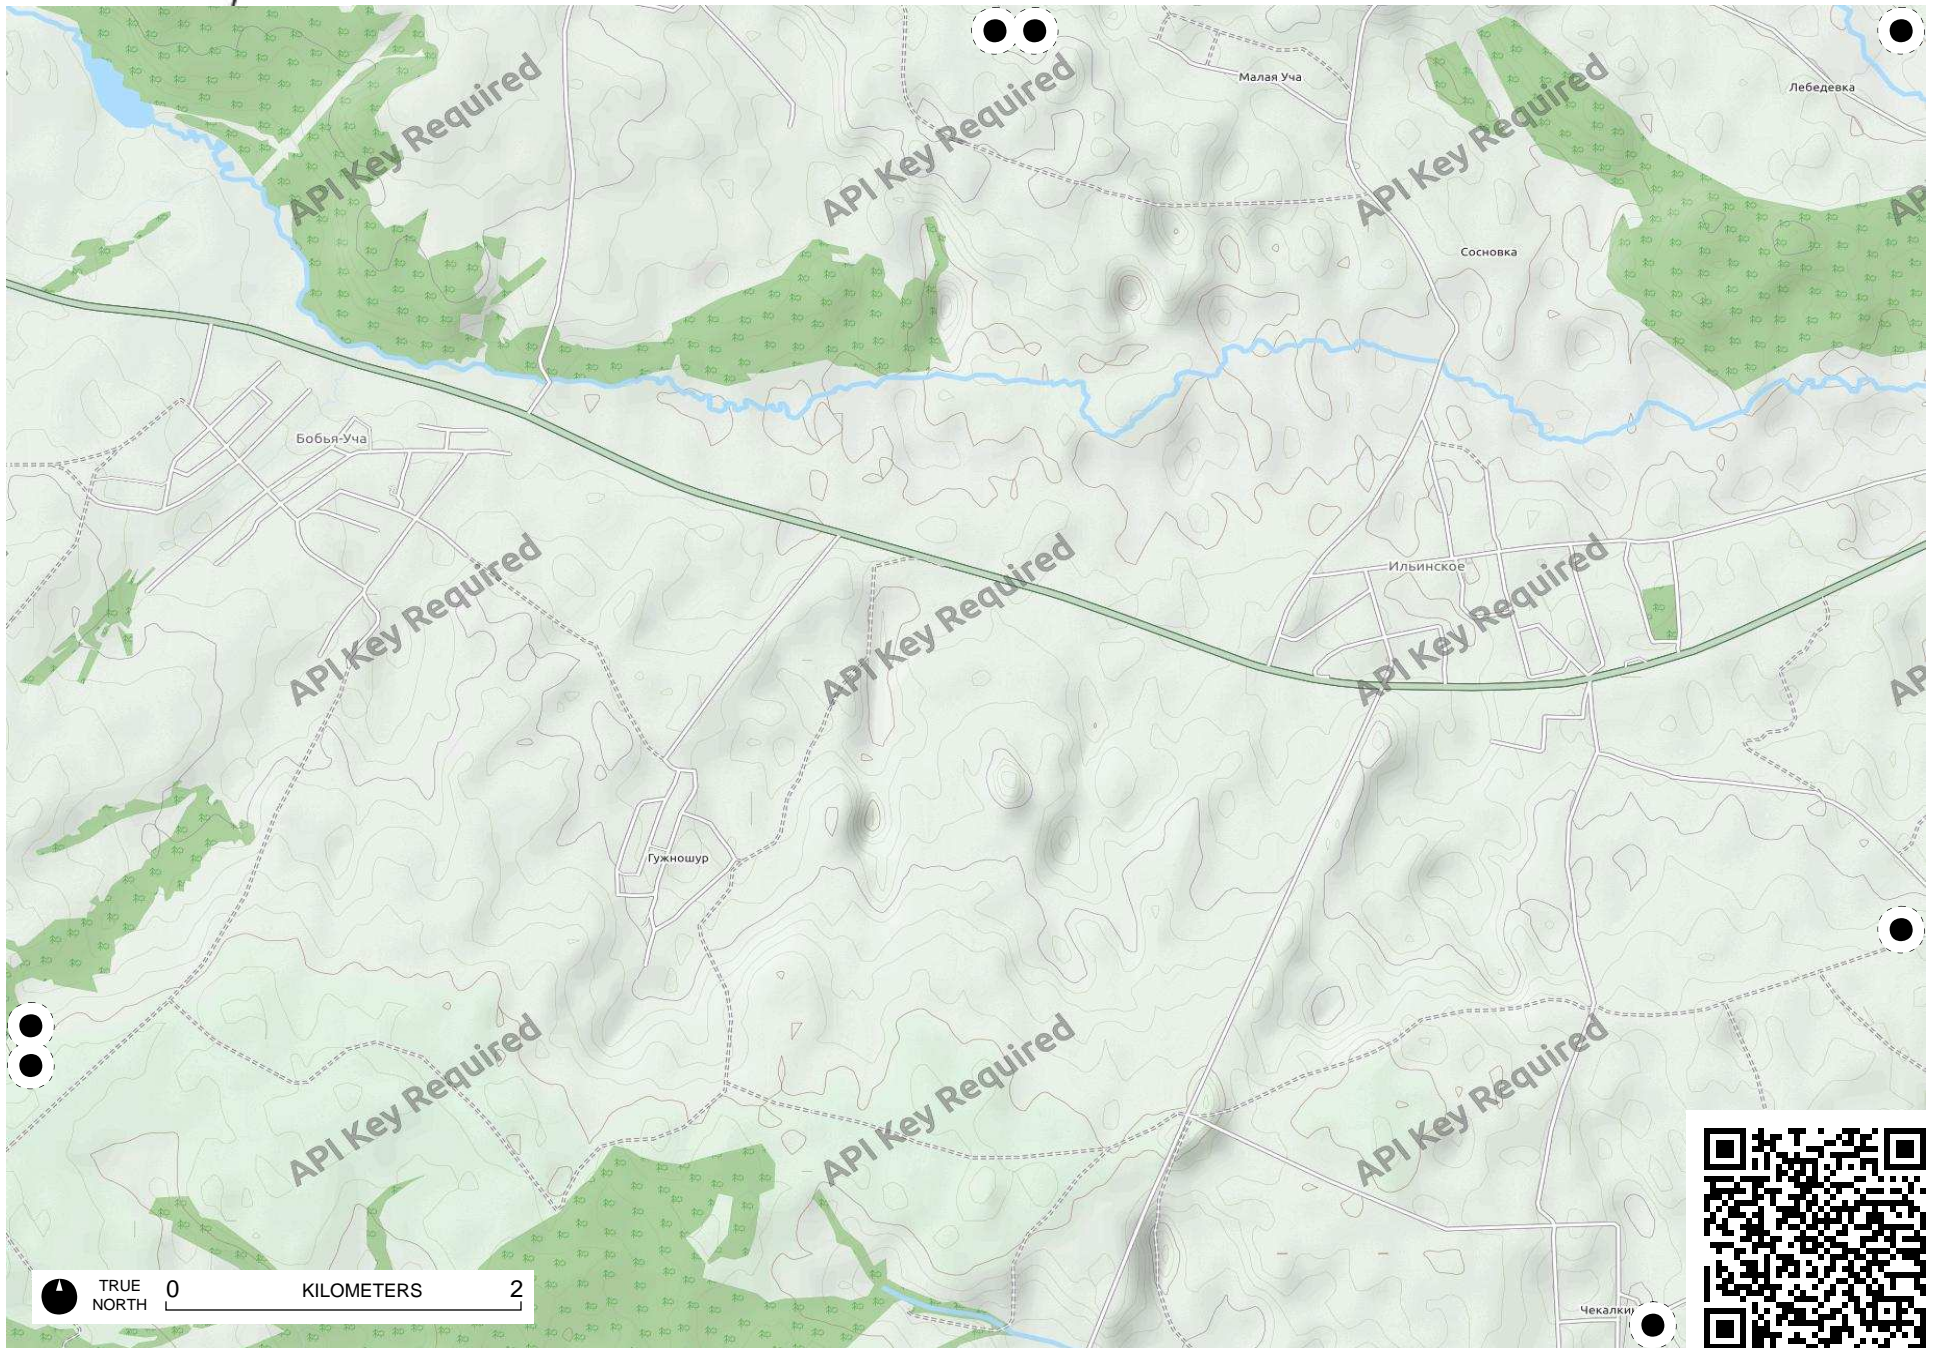 Малая Уча
Лебедевка
API Key Required
API Key Required
API Key Required
Сосновка
Бобья-Уча
Ильинское
API Key Required
API Key Required
API Key Required
Гужношур
API Key Required
API Key Required
API Key Required
TRUE NORTH
0 KILOMETERS 2